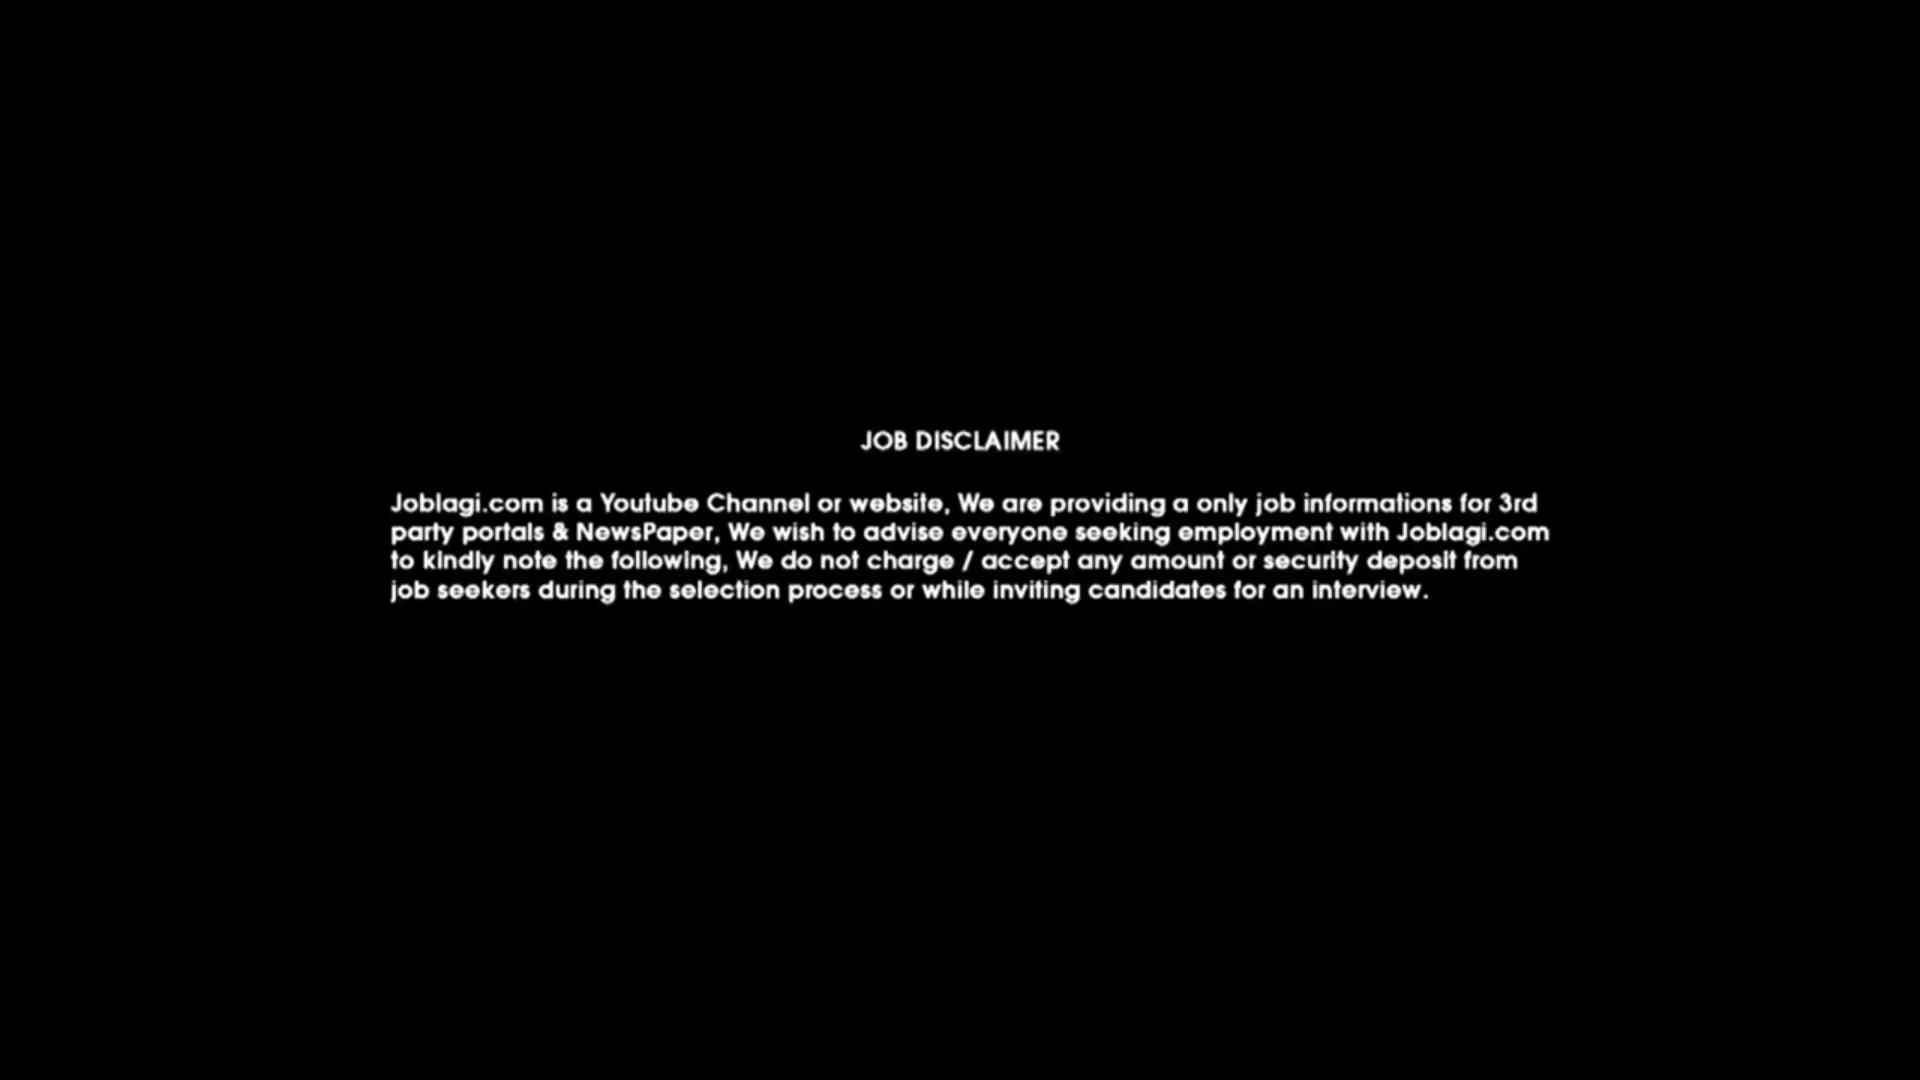 JOB DISCLAIMER
Joblagi.com is a Youtube Channel or website, We are providing a only job informations for 3rd
party portals & NewsPaper, We wish to advise everyone seeking employment with Joblagi.com
to kindly note the following, We do not charge / accept any amount or security deposit from
job seekers during the selection process or while inviting candidates for an interview.